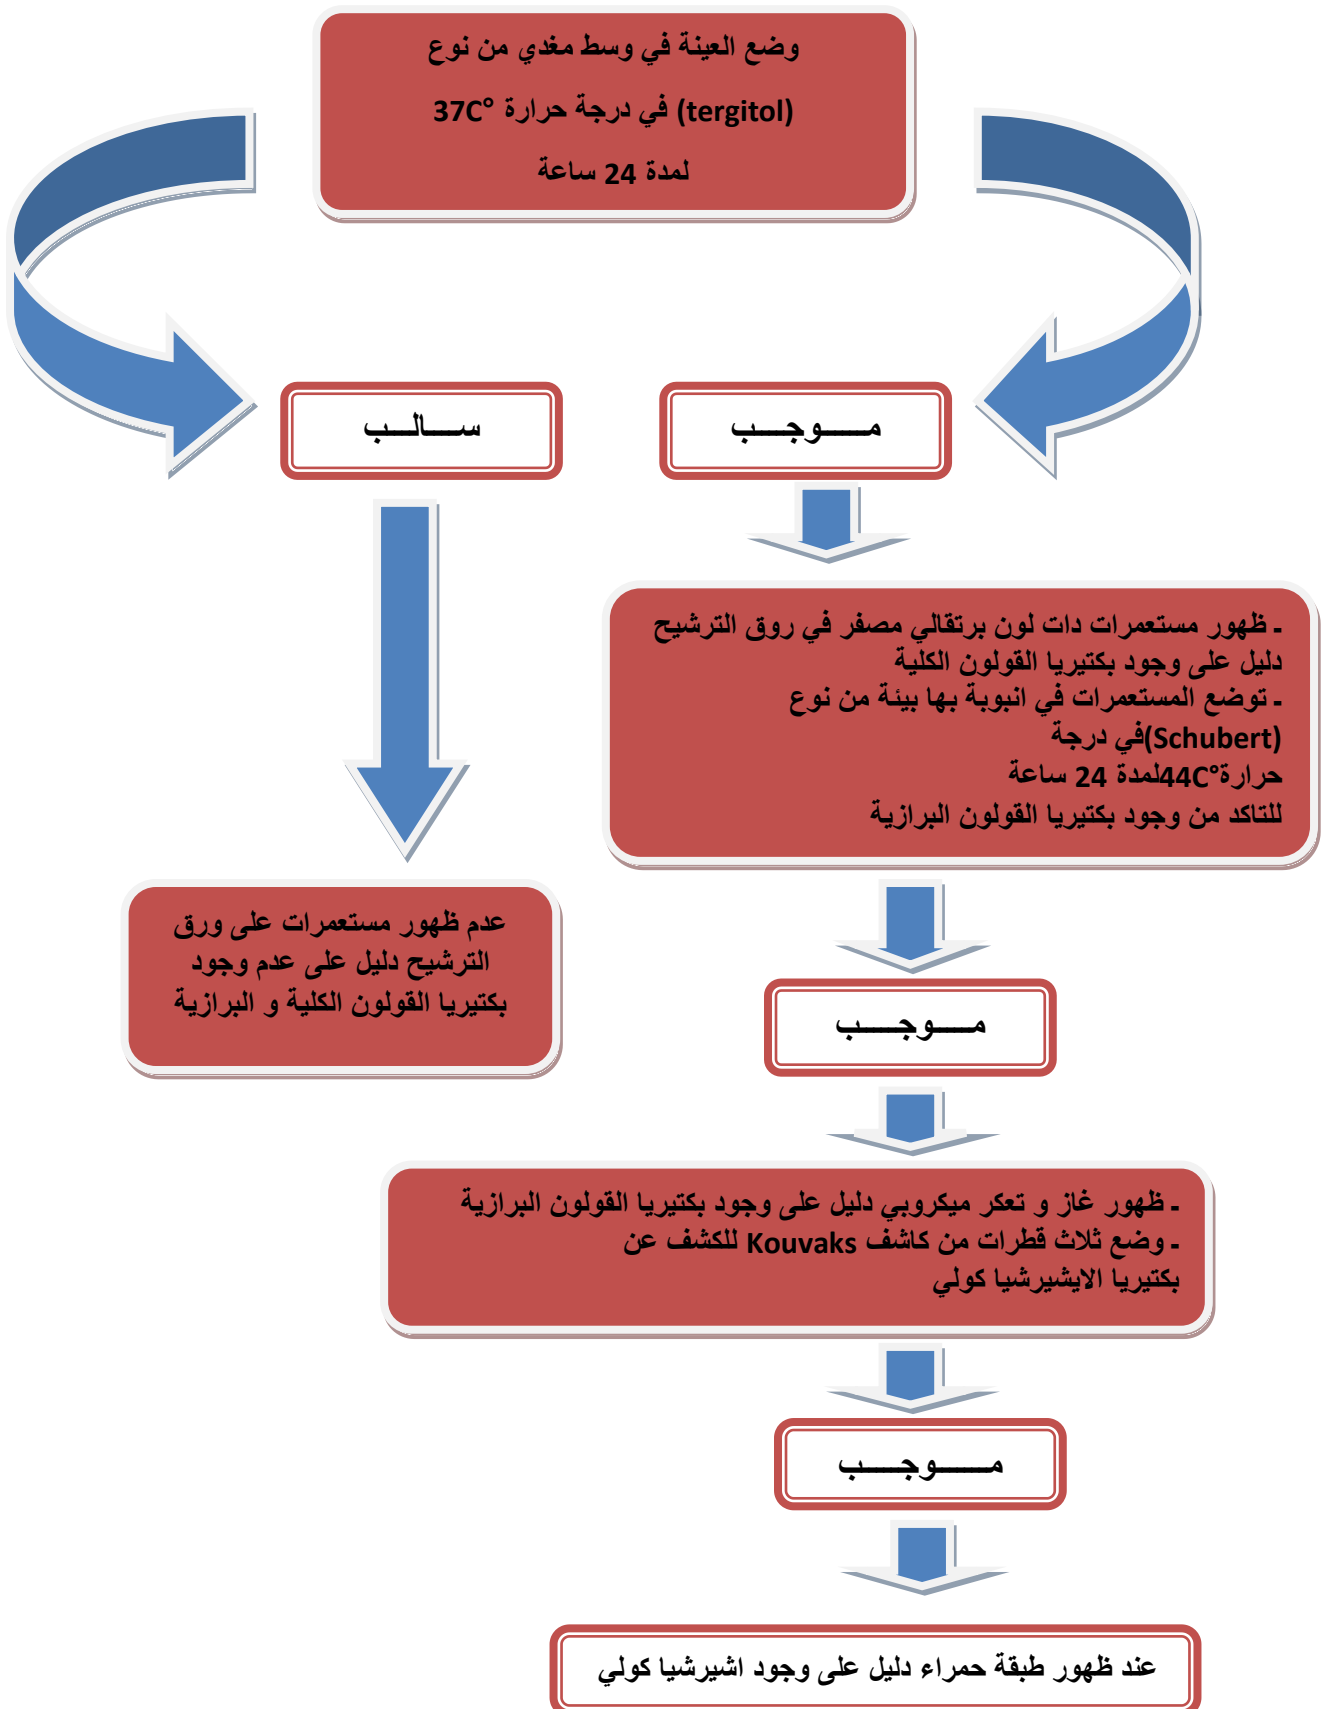 وضع العينة في وسط مغدي من نوع
(tergitol) في درجة حرارة 37C°
لمدة 24 ساعة
موجب
سالب
ـ ظهور مستعمرات دات لون برتقالي مصفر في روق الترشيح
دليل على وجود بكتيريا القولون الكلية
ـ توضع المستعمرات في انبوبة بها بيئة من نوع
(Schubert)في درجة
حرارة44C°لمدة 24 ساعة
للتاكد من وجود بكتيريا القولون البرازية
عدم ظهور مستعمرات على ورق
الترشيح دليل على عدم وجود
بكتيريا القولون الكلية و البرازية
موجب
ـ ظهور غاز و تعكر ميكروبي دليل على وجود بكتيريا القولون البرازية
ـ وضع ثلاث قطرات من كاشف Kouvaks للكشف عن
بكتيريا الايشيرشيا كولي
موجب
عند ظهور طبقة حمراء دليل على وجود اشيرشيا كولي